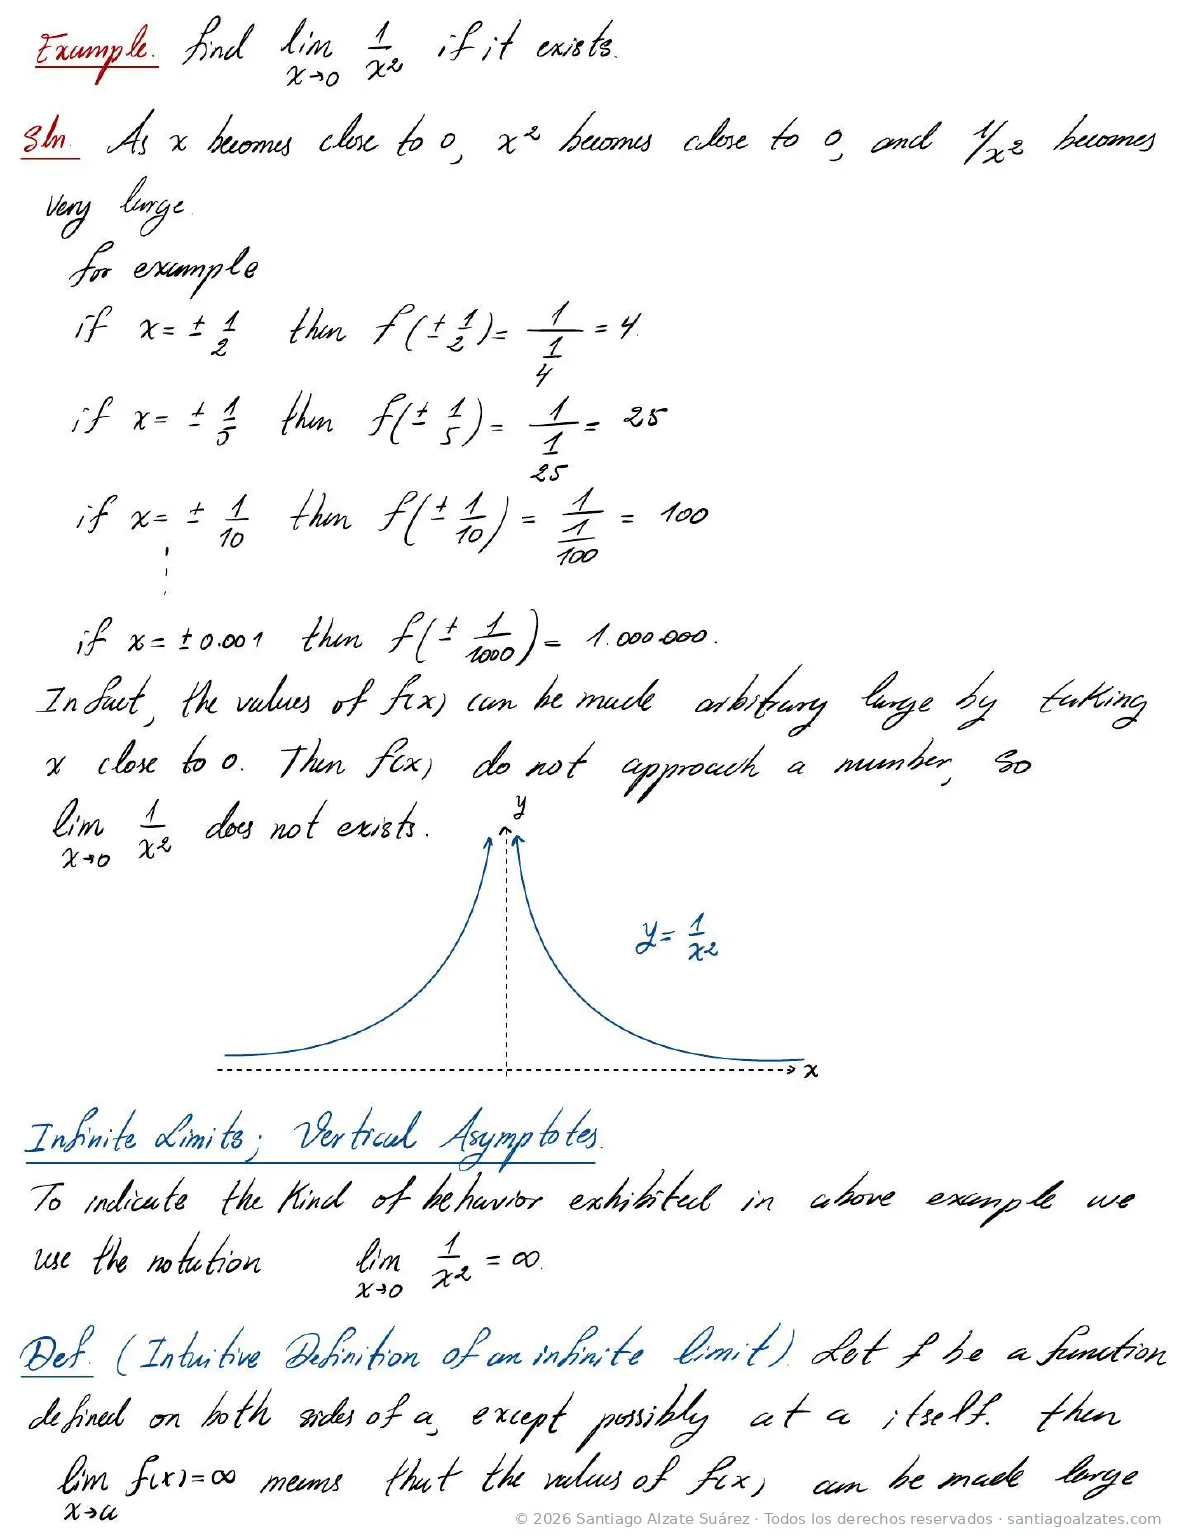 Example. Find lim x→0 1/x² if it exists.
Sln. As x becomes close to 0, x² becomes close to 0, and 1/x² becomes
very large.
For example
if x = ± 1/2 then f(± 1/2) = 1/(1/4) = 4.
if x = ± 1/5 then f(± 1/5) = 1/(1/25) = 25
if x = ± 1/10 then f(± 1/10) = 1/(1/100) = 100
if x = ± 0.001 then f(± 1/1000) = 1.000.000.
In fact, the values of f(x) can be made arbitrary large by taking
x close to 0. Then f(x) do not approach a number, so
lim x→0 1/x² does not exists.
y
y = 1/x²
x
Infinite Limits; Vertical Asymptotes.
To indicate the kind of behavior exhibited in above example we
use the notation lim x→0 1/x² = ∞.
Def. (Intuitive Definition of an infinite limit). Let f be a function
defined on both sides of a, except possibly at a itself. then
lim x→a f(x) = ∞ means that the values of f(x) can be made large
© 2026 Santiago Alzate Suárez · Todos los derechos reservados · santiagoalzates.com